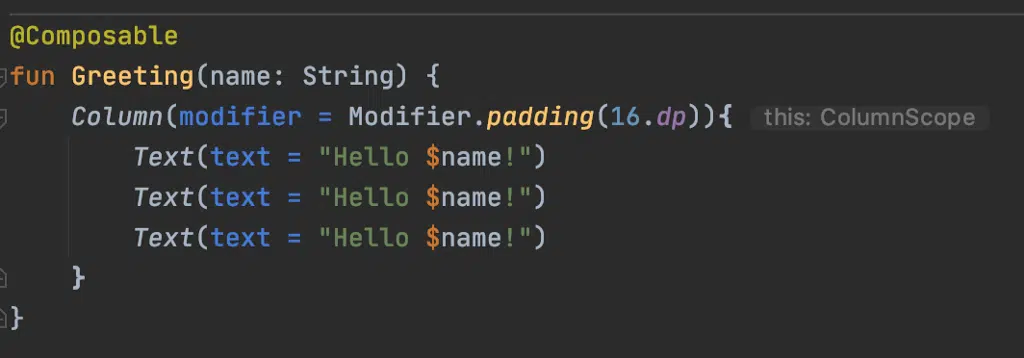 @Composable
fun Greeting(name: String) {
    Column(modifier = Modifier.padding(16.dp)){ this: ColumnScope
        Text(text = "Hello $name!")
        Text(text = "Hello $name!")
        Text(text = "Hello $name!")
    }
}